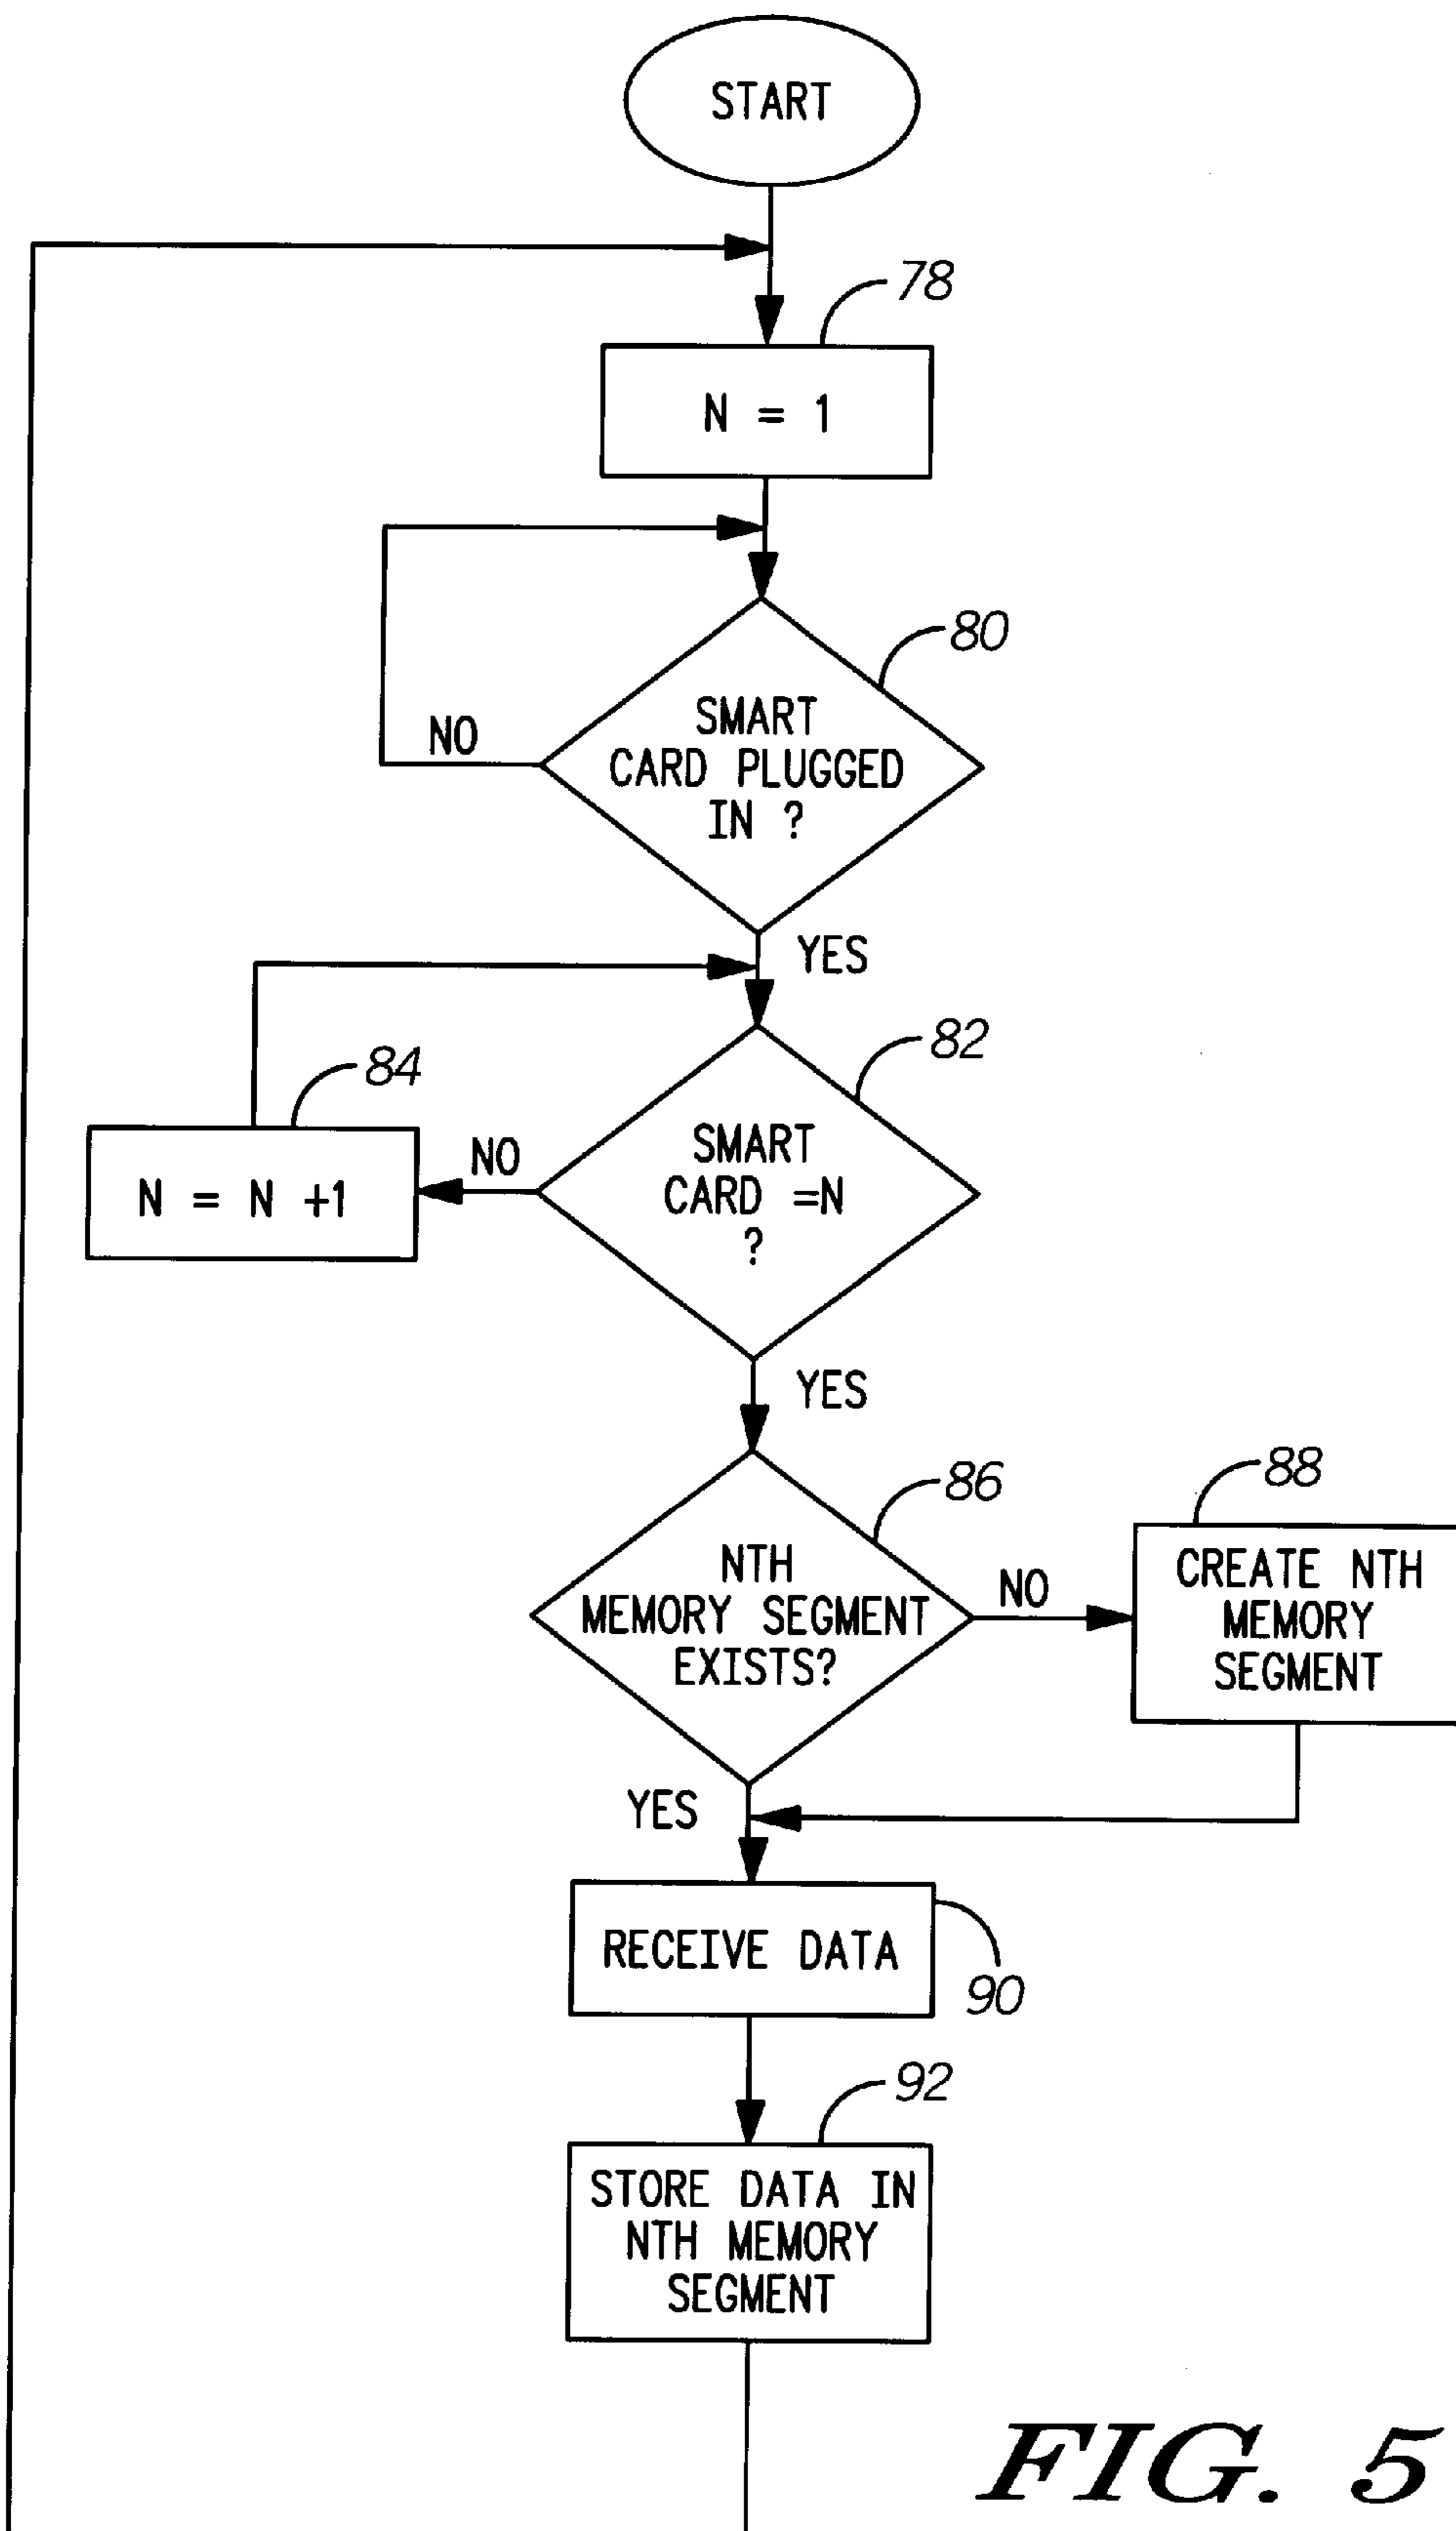 START
78
N = 1
80
SMART
CARD PLUGGED
IN ?
NO
YES
82
84
SMART
CARD =N
?
NO
N = N +1
YES
86
88
NTH
MEMORY SEGMENT
EXISTS?
NO
CREATE NTH
MEMORY
SEGMENT
YES
RECEIVE DATA
90
92
STORE DATA IN
NTH MEMORY
SEGMENT
FIG. 5